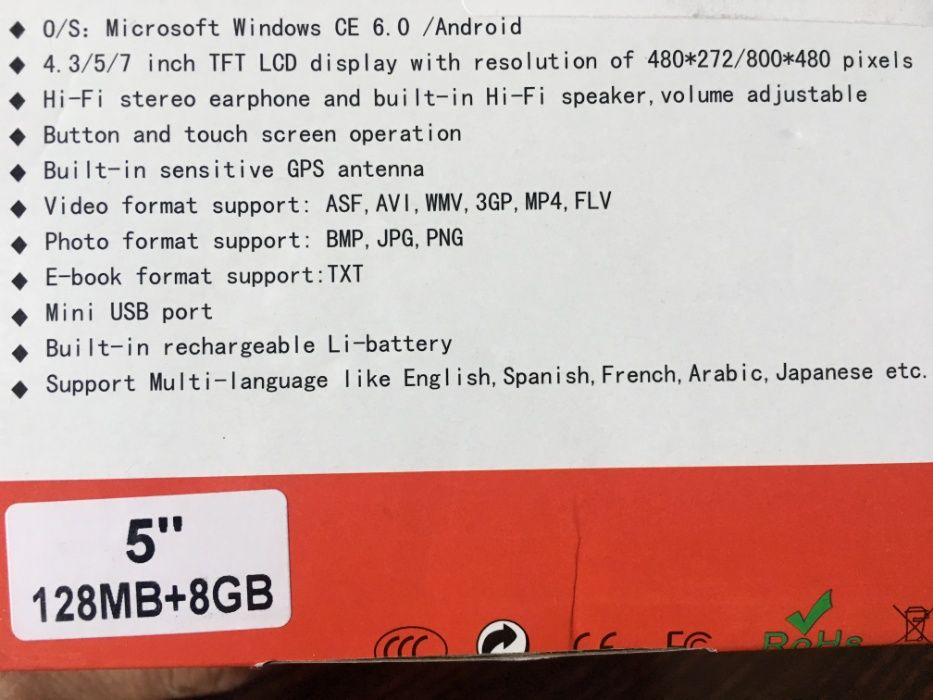 ◆ O/S: Microsoft Windows CE 6.0 /Android
◆ 4.3/5/7 inch TFT LCD display with resolution of 480*272/800*480 pixels
◆ Hi-Fi stereo earphone and built-in Hi-Fi speaker,volume adjustable
◆ Button and touch screen operation
◆ Built-in sensitive GPS antenna
◆ Video format support: ASF,AVI,WMV,3GP,MP4,FLV
◆ Photo format support: BMP,JPG,PNG
◆ E-book format support:TXT
◆ Mini USB port
◆ Built-in rechargeable Li-battery
◆ Support Multi-language like English,Spanish,French,Arabic,Japanese etc.
5"
128MB+8GB
CCC CE FC RoHs